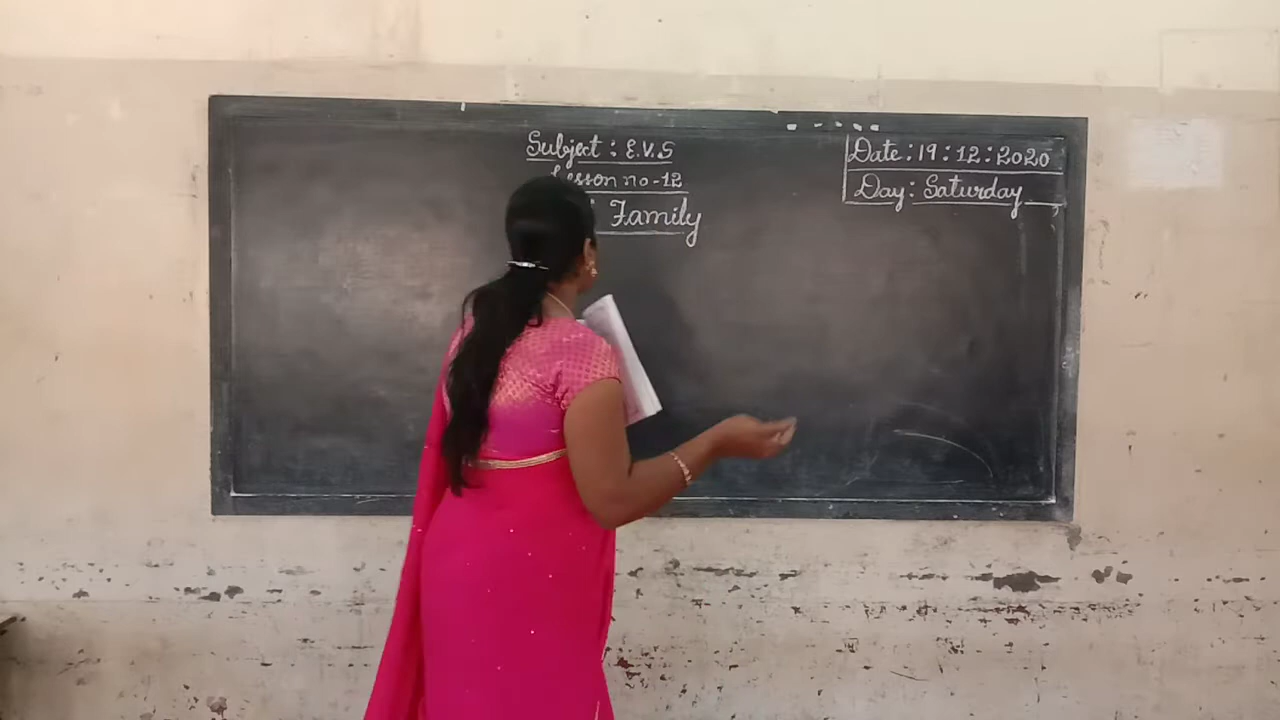 Subject : E.V.S
Lesson no - 12
Family
Date : 19 : 12 : 2020
Day : Saturday